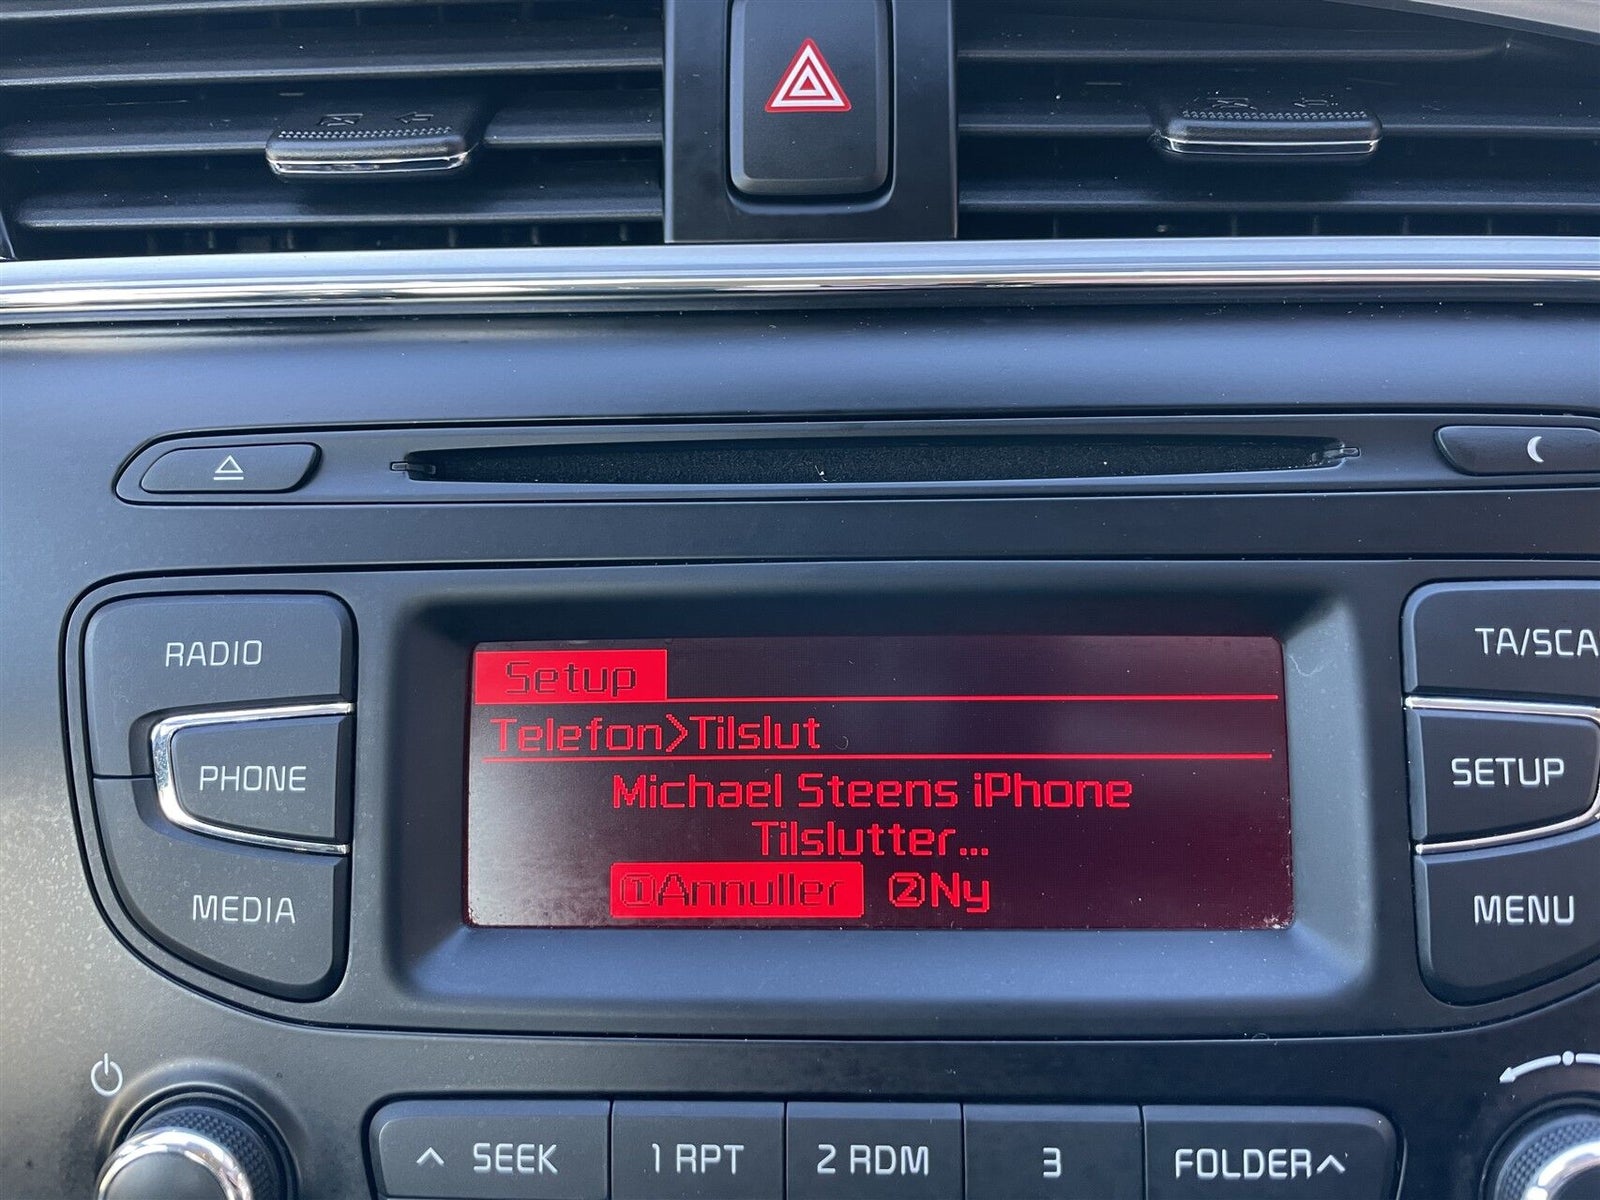 RADIO
PHONE
MEDIA
Setup
Telefon>Tilslut
Michael Steens iPhone
Tilslutter...
①Annuller ②Ny
TA/SCA
SETUP
MENU
^ SEEK
1 RPT
2 RDM
3
FOLDER^